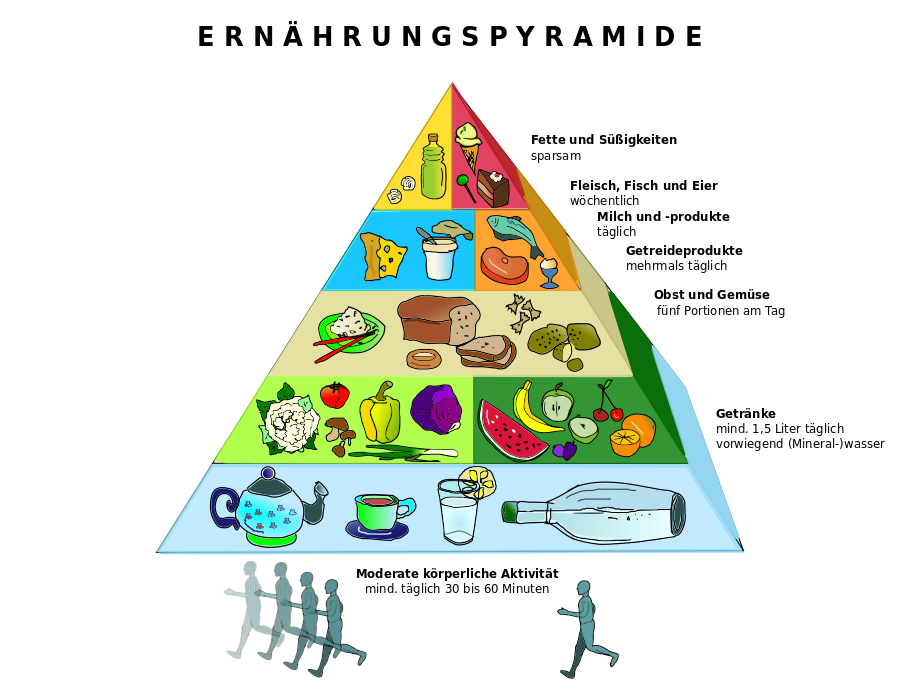 ERNÄHRUNGSPYRAMIDE
Fette und Süßigkeiten
sparsam
Fleisch, Fisch und Eier
wöchentlich
Milch und -produkte
täglich
Getreideprodukte
mehrmals täglich
Obst und Gemüse
fünf Portionen am Tag
Getränke
mind. 1,5 Liter täglich
vorwiegend (Mineral-)wasser
Moderate körperliche Aktivität
mind. täglich 30 bis 60 Minuten